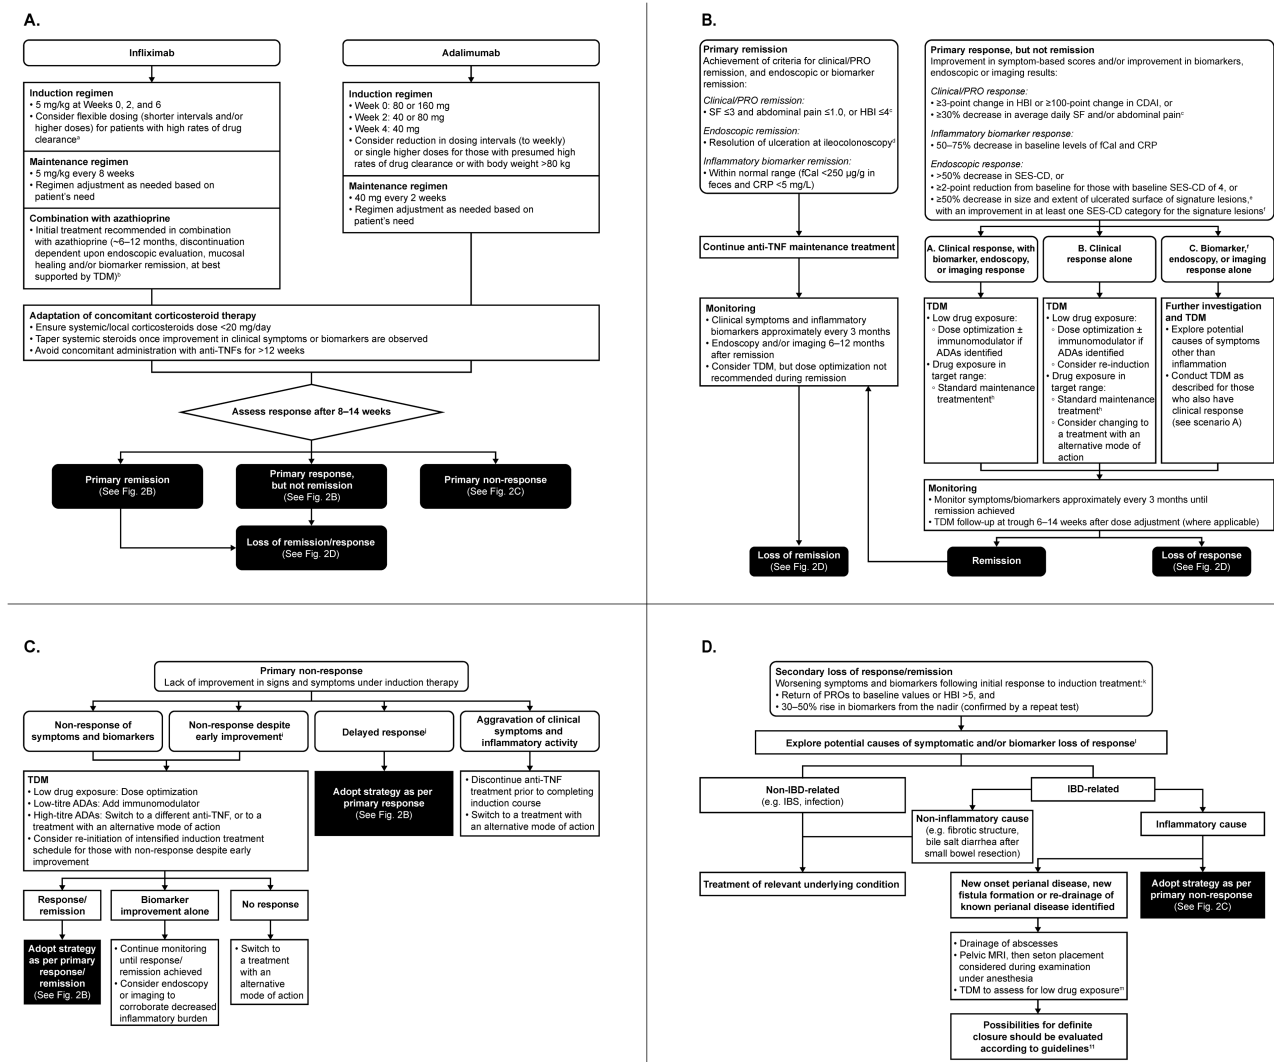 A.
Infliximab
Induction regimen
• 5 mg/kg at Weeks 0, 2, and 6
• Consider flexible dosing (shorter intervals and/or
higher doses) for patients with high rates of drug
clearanceᵃ
Maintenance regimen
• 5 mg/kg every 8 weeks
• Regimen adjustment as needed based on
patient's need
Combination with azathioprine
• Initial treatment recommended in combination
with azathioprine (~6–12 months, discontinuation
dependent upon endoscopic evaluation, mucosal
healing and/or biomarker remission, at best
supported by TDM)ᵇ
Adalimumab
Induction regimen
• Week 0: 80 or 160 mg
• Week 2: 40 or 80 mg
• Week 4: 40 mg
• Consider reduction in dosing intervals (to weekly)
or single higher doses for those with presumed high
rates of drug clearance or with body weight >80 kg
Maintenance regimen
• 40 mg every 2 weeks
• Regimen adjustment as needed based on
patient's need
Adaptation of concomitant corticosteroid therapy
• Ensure systemic/local corticosteroids dose <20 mg/day
• Taper systemic steroids once improvement in clinical symptoms or biomarkers are observed
• Avoid concomitant administration with anti-TNFs for >12 weeks
Assess response after 8–14 weeks
Primary remission
(See Fig. 2B)
Primary response,
but not remission
(See Fig. 2B)
Primary non-response
(See Fig. 2C)
Loss of remission/response
(See Fig. 2D)
B.
Primary remission
Achievement of criteria for clinical/PRO
remission, and endoscopic or biomarker
remission:
Clinical/PRO remission:
• SF ≤3 and abdominal pain ≤1.0, or HBI ≤4ᶜ
Endoscopic remission:
• Resolution of ulceration at ileocolonoscopyᵈ
Inflammatory biomarker remission:
• Within normal range (fCal <250 µg/g in
feces and CRP <5 mg/L)
Continue anti-TNF maintenance treatment
Monitoring
• Clinical symptoms and inflammatory
biomarkers approximately every 3 months
• Endoscopy and/or imaging 6–12 months
after remission
• Consider TDM, but dose optimization not
recommended during remission
Loss of remission
(See Fig. 2D)
Primary response, but not remission
Improvement in symptom-based scores and/or improvement in biomarkers,
endoscopic or imaging results:
Clinical/PRO response:
• ≥3-point change in HBI or ≥100-point change in CDAI, or
• ≥30% decrease in average daily SF and/or abdominal painᶜ
Inflammatory biomarker response:
• 50–75% decrease in baseline levels of fCal and CRP
Endoscopic response:
• >50% decrease in SES-CD, or
• ≥2-point reduction from baseline for those with baseline SES-CD of 4, or
• ≥50% decrease in size and extent of ulcerated surface of signature lesions,ᵉ
with an improvement in at least one SES-CD category for the signature lesionsᶠ
A. Clinical response, with
biomarker, endoscopy,
or imaging response
B. Clinical
response alone
C. Biomarker,ᶠ
endoscopy, or imaging
response alone
TDM
• Low drug exposure:
◦ Dose optimization ±
immunomodulator if
ADAs identified
• Drug exposure in
target range:
◦ Standard maintenance
treatmententʰ
TDM
• Low drug exposure:
◦ Dose optimization ±
immunomodulator if
ADAs identified
◦ Consider re-induction
• Drug exposure in
target range:
◦ Standard maintenance
treatmentʰ
◦ Consider changing to
a treatment with an
alternative mode of
action
Further investigation
and TDM
• Explore potential
causes of symptoms
other than
inflammation
• Conduct TDM as
described for those
who also have
clinical response
(see scenario A)
Monitoring
• Monitor symptoms/biomarkers approximately every 3 months until
remission achieved
• TDM follow-up at trough 6–14 weeks after dose adjustment (where applicable)
Remission
Loss of response
(See Fig. 2D)
C.
Primary non-response
Lack of improvement in signs and symptoms under induction therapy
Non-response of
symptoms and biomarkers
Non-response despite
early improvementⁱ
Delayed responseʲ
Aggravation of clinical
symptoms and
inflammatory activity
TDM
• Low drug exposure: Dose optimization
• Low-titre ADAs: Add immunomodulator
• High-titre ADAs: Switch to a different anti-TNF, or to a
treatment with an alternative mode of action
• Consider re-initiation of intensified induction treatment
schedule for those with non-response despite early
improvement
Adopt strategy as per
primary response
(See Fig. 2B)
• Discontinue anti-TNF
treatment prior to completing
induction course
• Switch to a treatment with
an alternative mode of action
Response/
remission
Biomarker
improvement alone
No response
Adopt strategy
as per primary
response/
remission
(See Fig. 2B)
• Continue monitoring
until response/
remission achieved
• Consider endoscopy
or imaging to
corroborate decreased
inflammatory burden
• Switch to
a treatment
with an
alternative
mode of action
D.
Secondary loss of response/remission
Worsening symptoms and biomarkers following initial response to induction treatment:ᵏ
• Return of PROs to baseline values or HBI >5, and
• 30–50% rise in biomarkers from the nadir (confirmed by a repeat test)
Explore potential causes of symptomatic and/or biomarker loss of responseˡ
Non-IBD-related
(e.g. IBS, infection)
IBD-related
Non-inflammatory cause
(e.g. fibrotic structure,
bile salt diarrhea after
small bowel resection)
Inflammatory cause
Treatment of relevant underlying condition
New onset perianal disease, new
fistula formation or re-drainage of
known perianal disease identified
Adopt strategy as per
primary non-response
(See Fig. 2C)
• Drainage of abscesses
• Pelvic MRI, then seton placement
considered during examination
under anesthesia
• TDM to assess for low drug exposureᵐ
Possibilities for definite
closure should be evaluated
according to guidelines¹¹